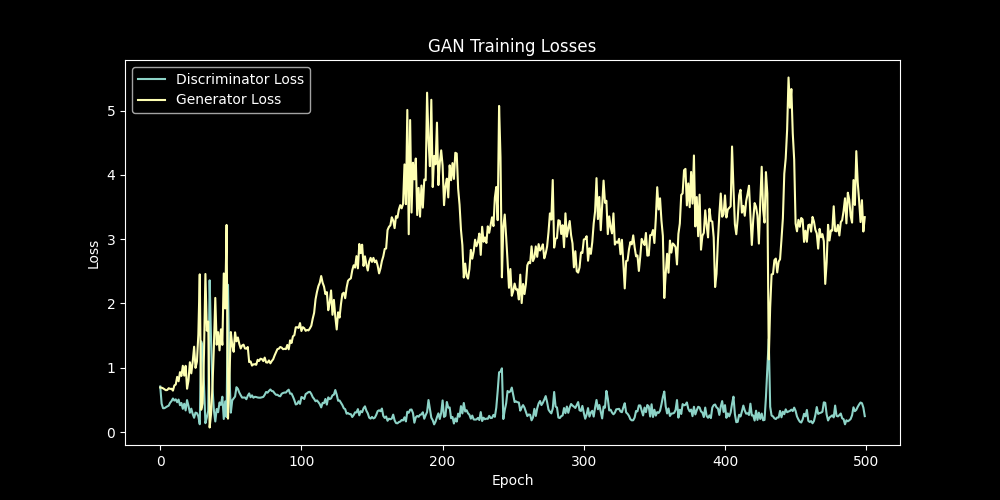 GAN Training Losses
Discriminator Loss
Generator Loss
5
4
3
2
1
0
Loss
0 100 200 300 400 500
Epoch